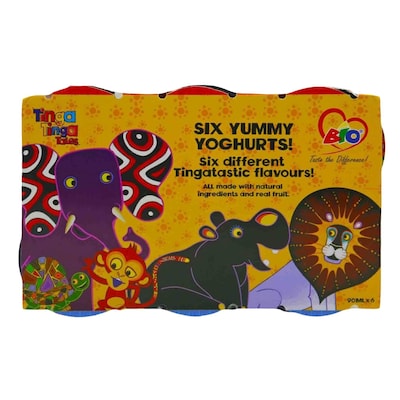 Tinga
Tinga
Tales
SIX YUMMY
YOGHURTS!
Six different
Tingatastic flavours!
ALL made with natural
ingredients and real fruit.
BIO
Taste the Difference!
90ML x 6